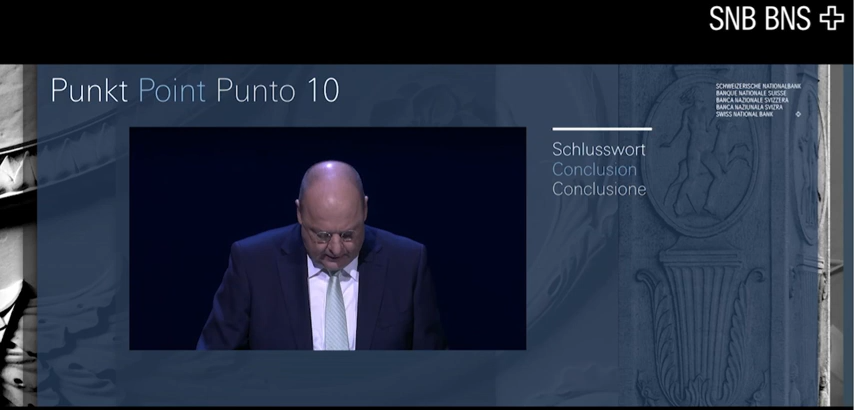 SNB BNS
Punkt Point Punto 10
SCHWEIZERISCHE NATIONALBANK
BANQUE NATIONALE SUISSE
BANCA NAZIONALE SVIZZERA
BANCA NAZIUNALA SVIZRA
SWISS NATIONAL BANK
Schlusswort
Conclusion
Conclusione